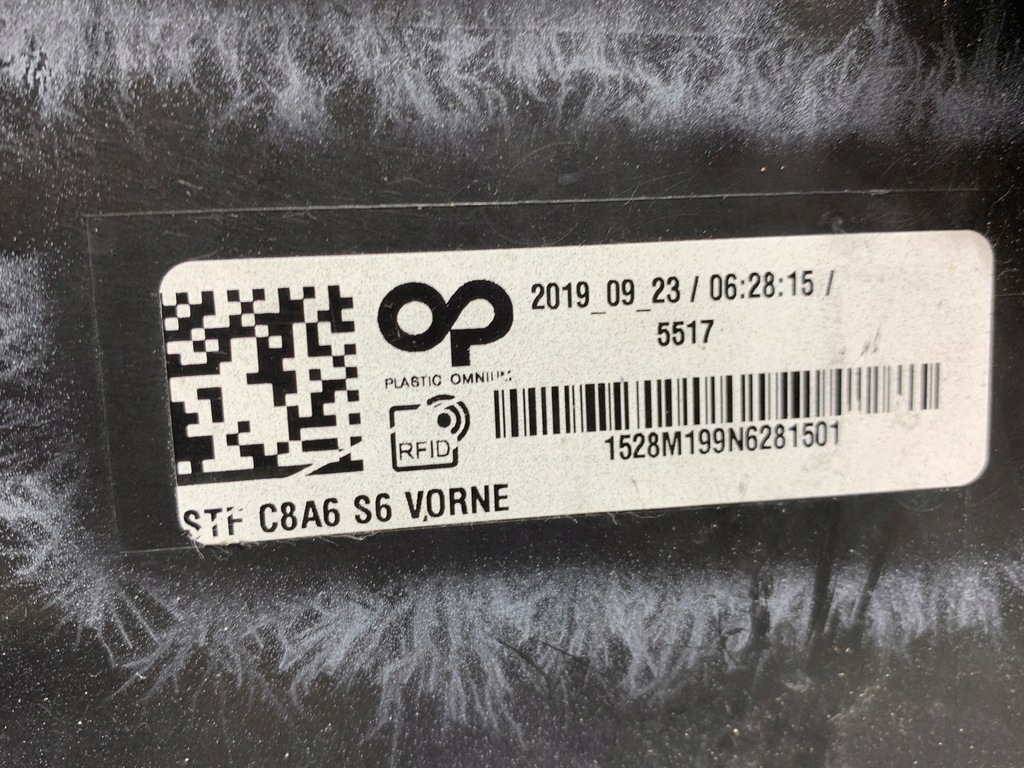 2019_09_23 / 06:28:15 /
5517
PLASTIC OMNIUM
RFID
1528M199N6281501
STF C8A6 S6 VORNE